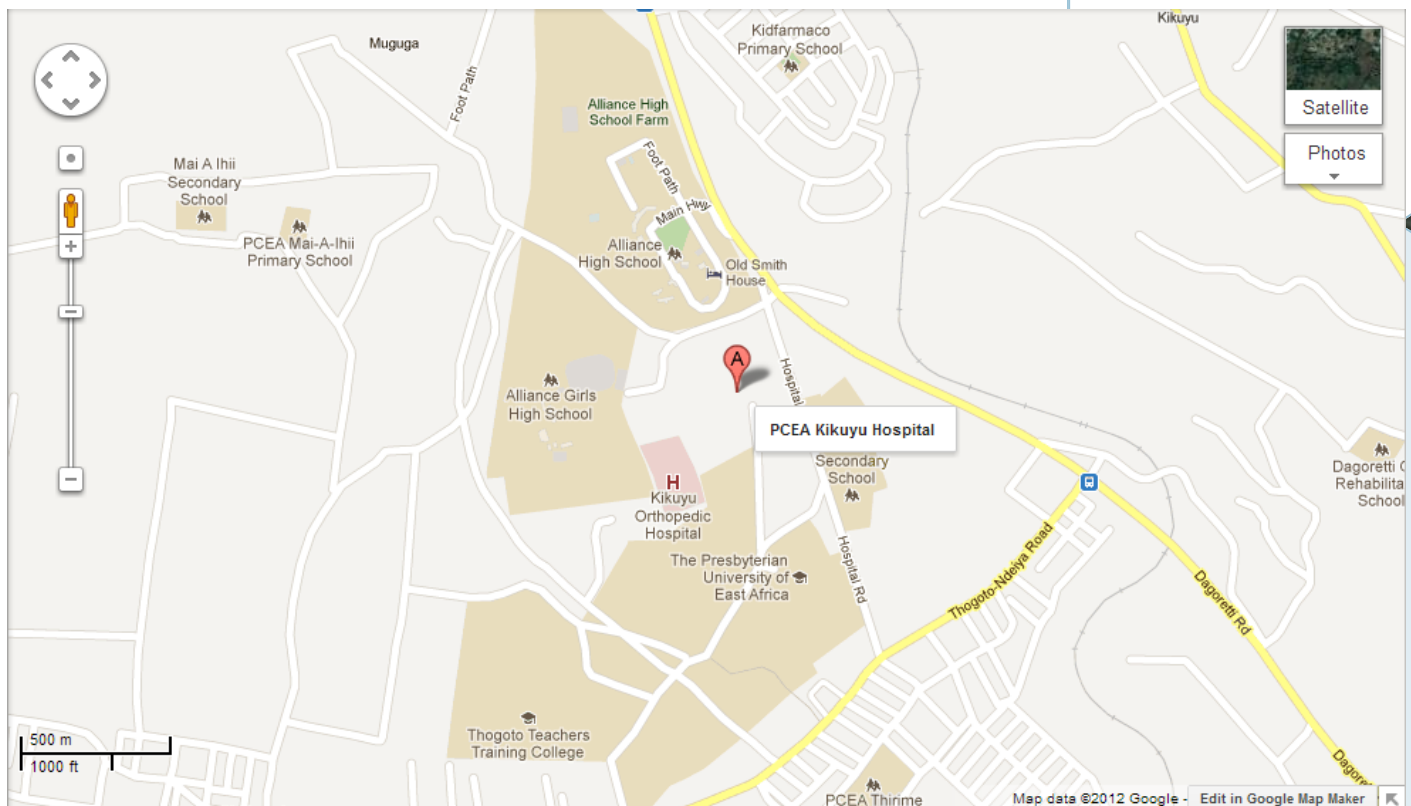 Kikuyu
Kidfarmaco
Primary School
Muguga
Foot Path
Satellite
Photos
Alliance High
School Farm
Mai A Ihii
Secondary
School
Foot Path
Main Hwy
PCEA Mai-A-Ihii
Primary School
Alliance
High School
Old Smith
House
Hospital
Alliance Girls
High School
A
PCEA Kikuyu Hospital
Secondary
School
Dagoretti
Rehabilita
School
H
Kikuyu
Orthopedic
Hospital
The Presbyterian
University of
East Africa
Hospital Rd
Thogoto-Ndeiya Road
Dagoretti Rd
Thogoto Teachers
Training College
500 m
1000 ft
PCEA Thirime
Dagoretti
Map data ©2012 Google -
Edit in Google Map Maker